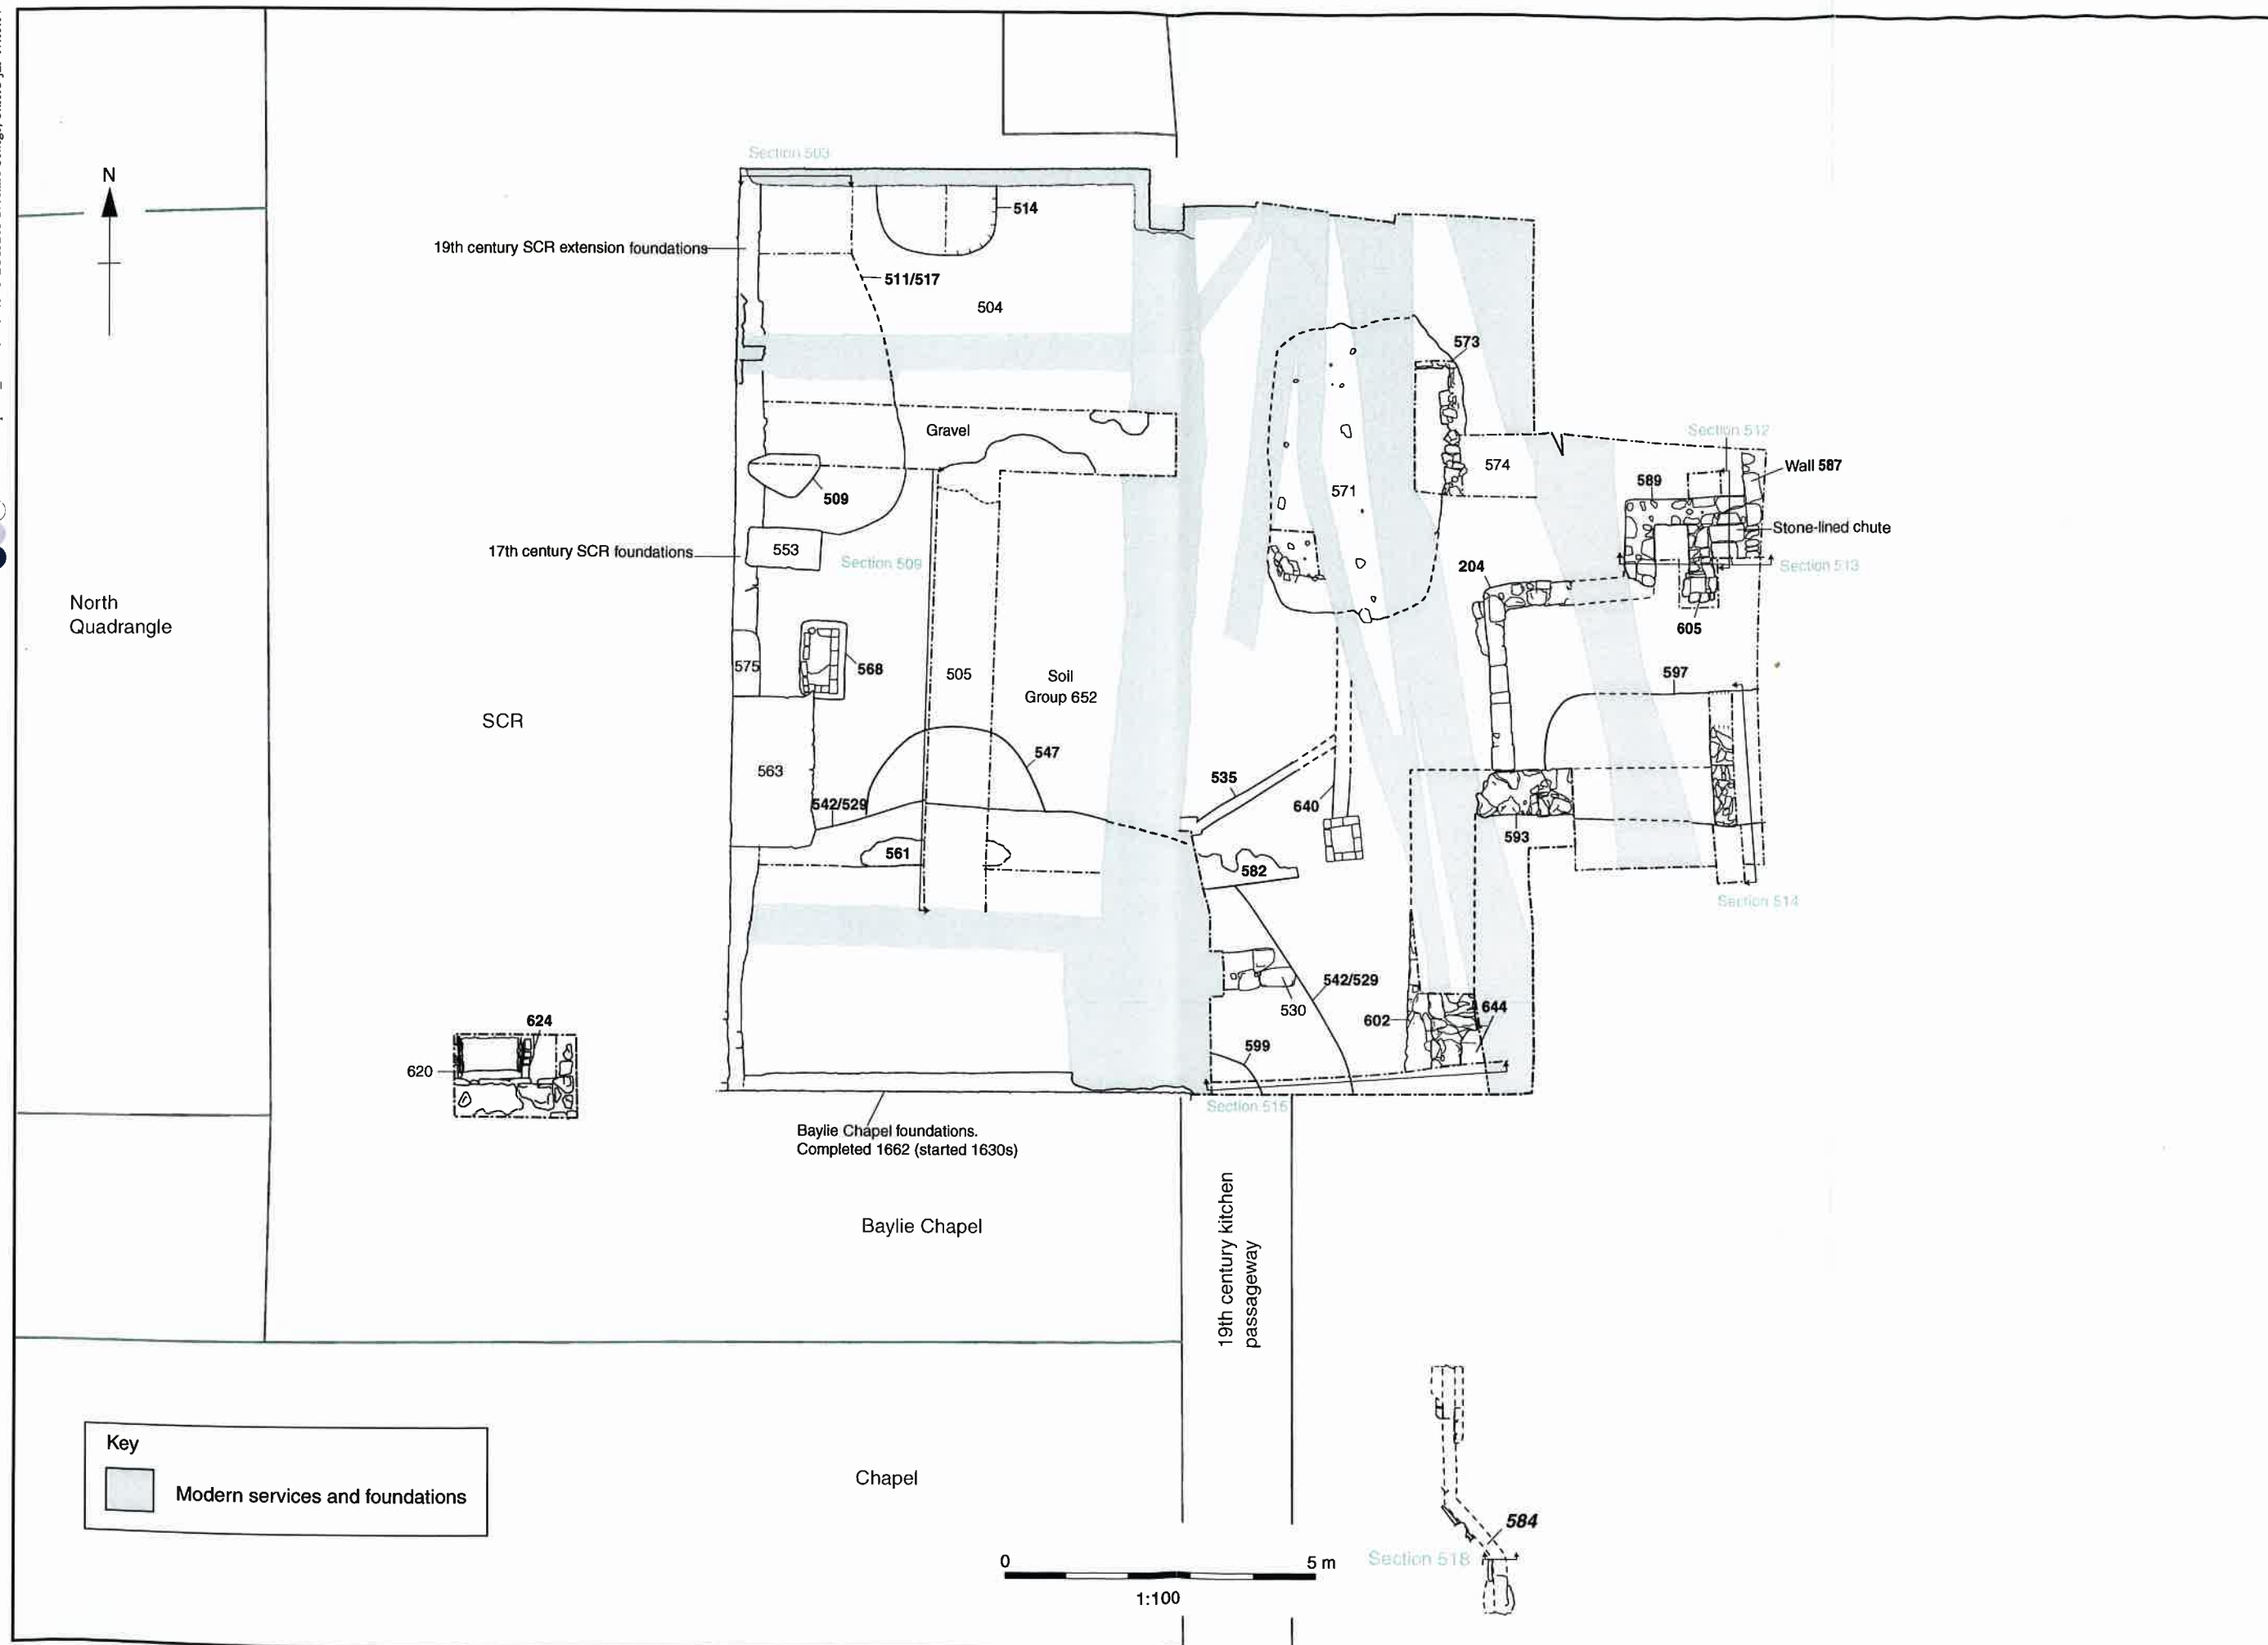 Section 503
N
514
19th century SCR extension foundations
511/517
504
573
Gravel
Section 512
574
Wall 587
589
509
571
Stone-lined chute
17th century SCR foundations
553
Section 509
204
Section 513
North
Quadrangle
605
575
568
505
Soil
Group 652
597
SCR
547
563
535
542/529
640
593
561
582
Section 514
542/529
530
624
602
644
599
620
Section 515
Baylie Chapel foundations.
Completed 1662 (started 1630s)
19th century kitchen
passageway
Baylie Chapel
Key
Modern services and foundations
Chapel
584
Section 518
0
5 m
1:100